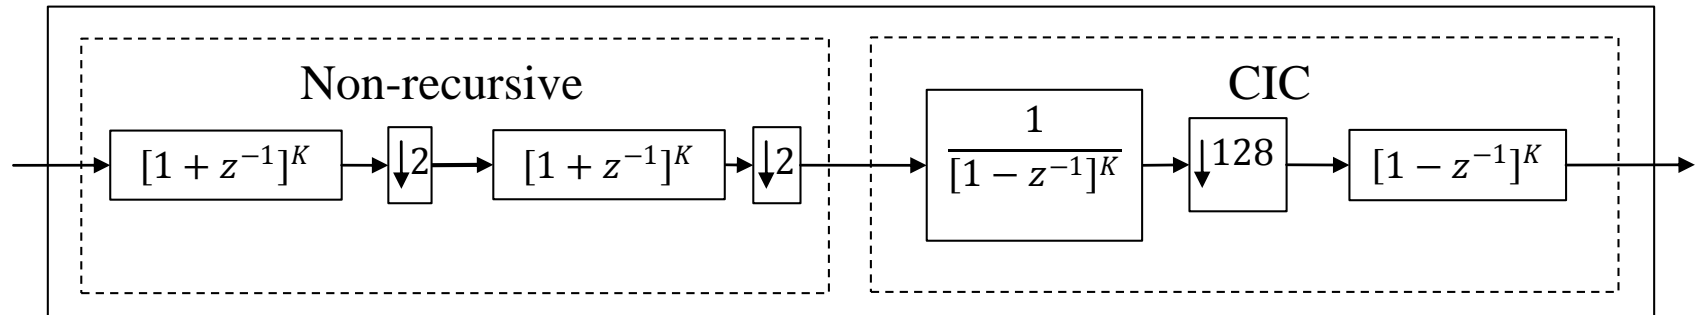 Non-recursive
CIC
[1 + z⁻¹]ᴷ
↓2
[1 + z⁻¹]ᴷ
↓2
1
[1 − z⁻¹]ᴷ
↓128
[1 − z⁻¹]ᴷ